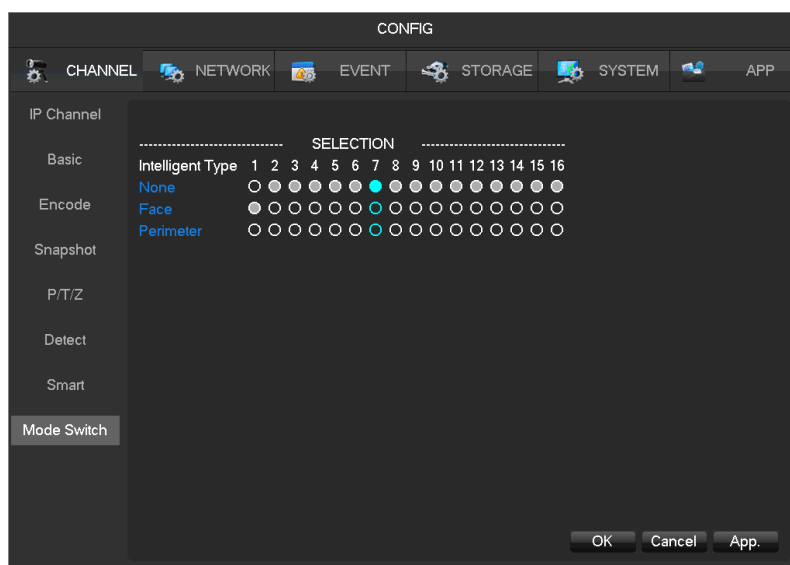 CONFIG
CHANNEL NETWORK EVENT STORAGE SYSTEM APP
IP Channel
Basic
Encode
Snapshot
P/T/Z
Detect
Smart
Mode Switch
------------------------------- SELECTION -------------------------------
Intelligent Type 1 2 3 4 5 6 7 8 9 10 11 12 13 14 15 16
None
Face
Perimeter
OK Cancel App.